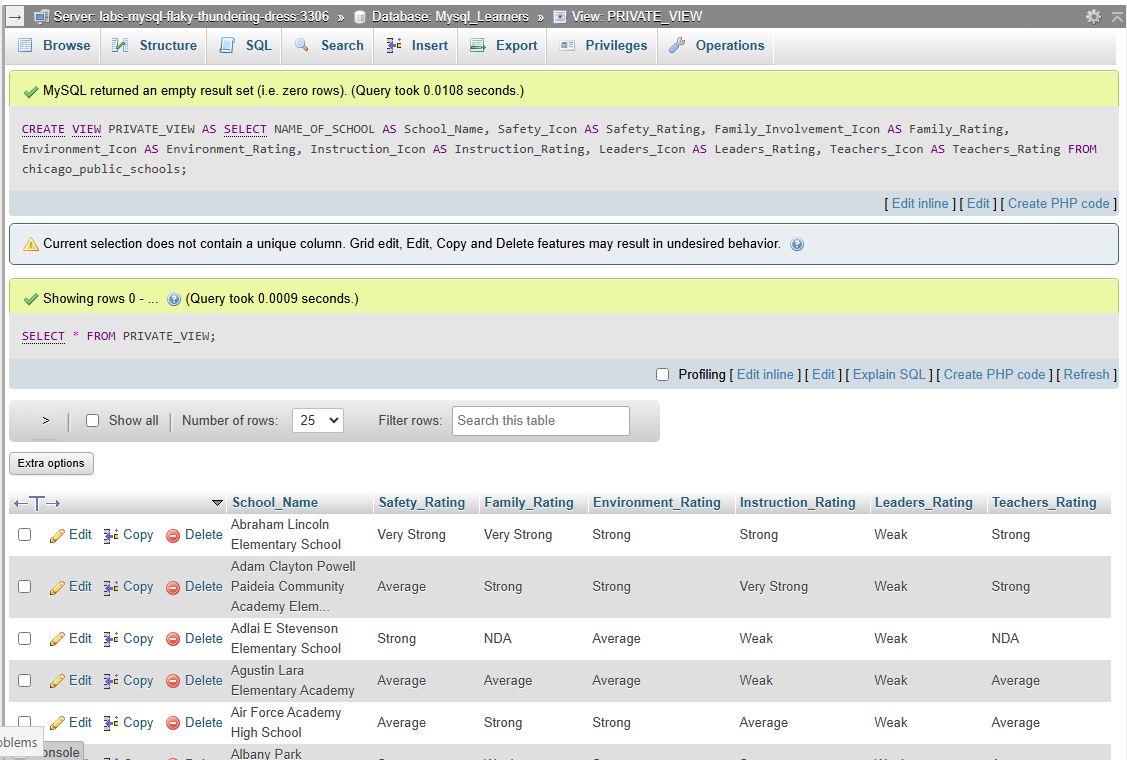 Server: labs-mysql-flaky-thundering-dress:3306 » Database: Mysql_Learners » View: PRIVATE_VIEW
Browse Structure SQL Search Insert Export Privileges Operations
MySQL returned an empty result set (i.e. zero rows). (Query took 0.0108 seconds.)
CREATE VIEW PRIVATE_VIEW AS SELECT NAME_OF_SCHOOL AS School_Name, Safety_Icon AS Safety_Rating, Family_Involvement_Icon AS Family_Rating,
Environment_Icon AS Environment_Rating, Instruction_Icon AS Instruction_Rating, Leaders_Icon AS Leaders_Rating, Teachers_Icon AS Teachers_Rating FROM
chicago_public_schools;
[ Edit inline ] [ Edit ] [ Create PHP code ]
Current selection does not contain a unique column. Grid edit, Edit, Copy and Delete features may result in undesired behavior.
Showing rows 0 - ... (Query took 0.0009 seconds.)
SELECT * FROM PRIVATE_VIEW;
Profiling [ Edit inline ] [ Edit ] [ Explain SQL ] [ Create PHP code ] [ Refresh ]
> Show all Number of rows: 25 Filter rows: Search this table
Extra options
School_Name Safety_Rating Family_Rating Environment_Rating Instruction_Rating Leaders_Rating Teachers_Rating
Edit Copy Delete Abraham Lincoln Elementary School Very Strong Very Strong Strong Strong Weak Strong
Edit Copy Delete Adam Clayton Powell Paideia Community Academy Elem... Average Strong Strong Very Strong Weak Strong
Edit Copy Delete Adlai E Stevenson Elementary School Strong NDA Average Weak Weak NDA
Edit Copy Delete Agustin Lara Elementary Academy Average Average Average Weak Weak Average
Edit Copy Delete Air Force Academy High School Average Strong Strong Average Weak Average
oblems
onsole
Albany Park